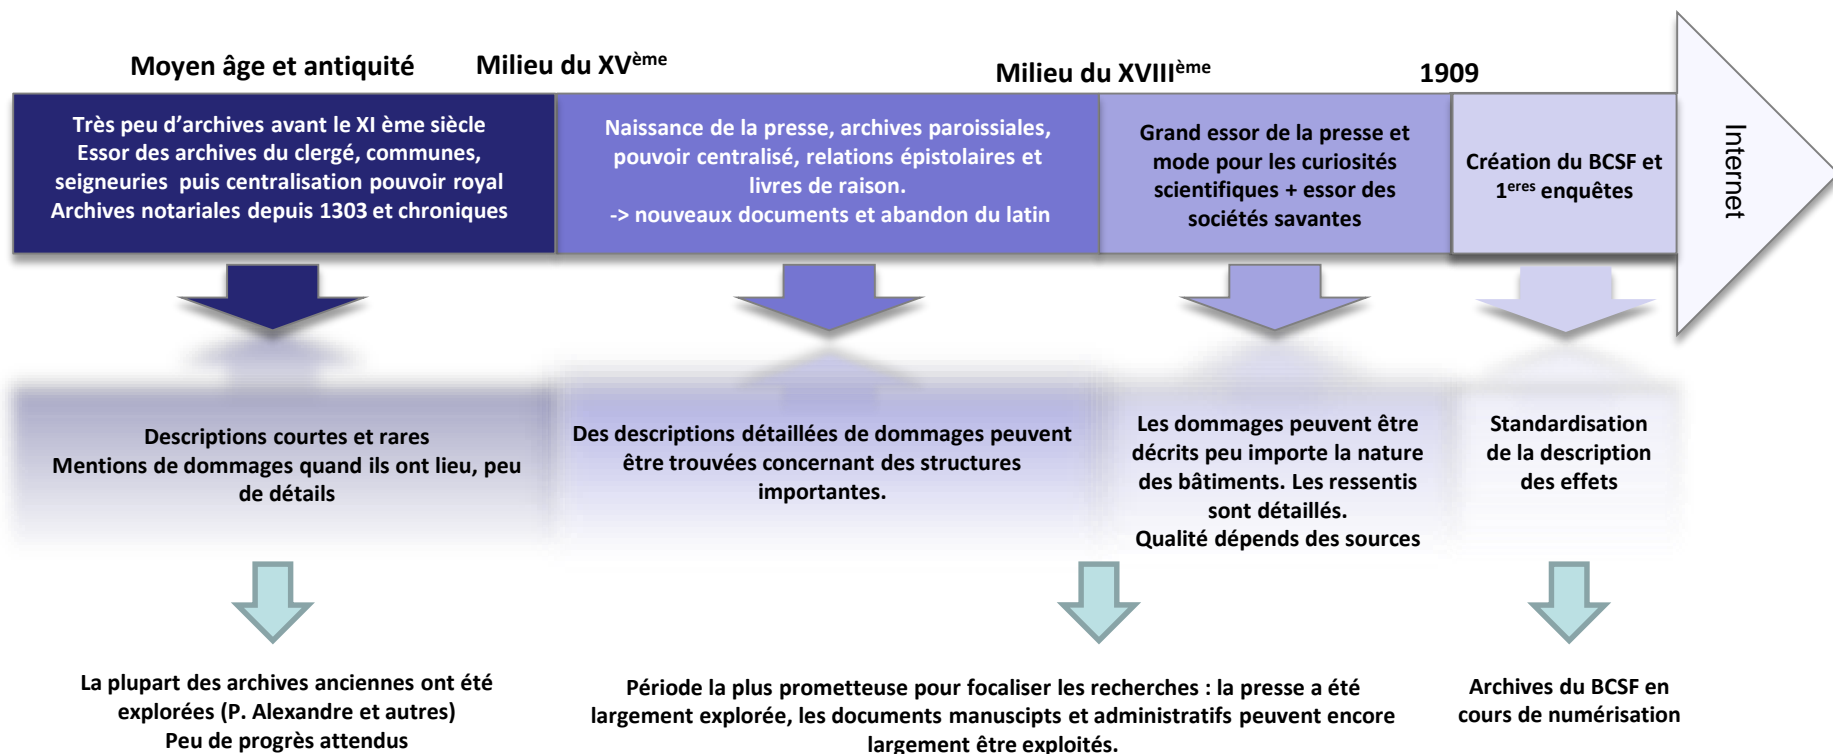 Moyen âge et antiquité
Milieu du XVème
Milieu du XVIIIème
1909
Très peu d'archives avant le XI ème siècle
Essor des archives du clergé, communes,
seigneuries puis centralisation pouvoir royal
Archives notariales depuis 1303 et chroniques
Naissance de la presse, archives paroissiales,
pouvoir centralisé, relations épistolaires et
livres de raison.
-> nouveaux documents et abandon du latin
Grand essor de la presse et
mode pour les curiosités
scientifiques + essor des
sociétés savantes
Création du BCSF et
1eres enquêtes
Internet
Descriptions courtes et rares
Mentions de dommages quand ils ont lieu, peu
de détails
Des descriptions détaillées de dommages peuvent
être trouvées concernant des structures
importantes.
Les dommages peuvent être
décrits peu importe la nature
des bâtiments. Les ressentis
sont détaillés.
Qualité dépends des sources
Standardisation
de la description
des effets
La plupart des archives anciennes ont été
explorées (P. Alexandre et autres)
Peu de progrès attendus
Période la plus prometteuse pour focaliser les recherches : la presse a été
largement explorée, les documents manuscipts et administratifs peuvent encore
largement être exploités.
Archives du BCSF en
cours de numérisation